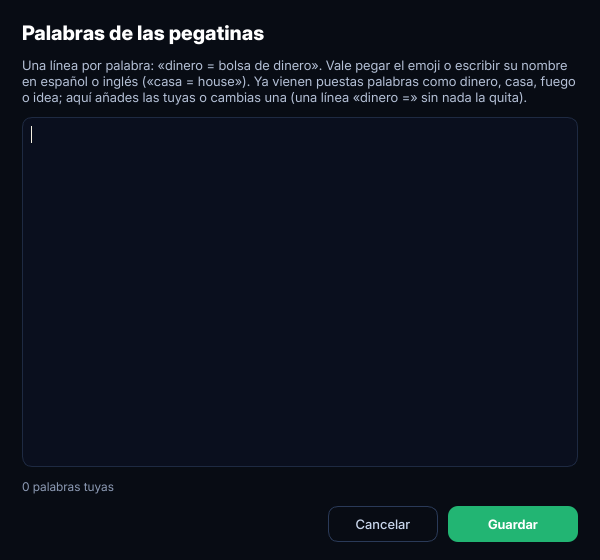 Palabras de las pegatinas
Una línea por palabra: «dinero = bolsa de dinero». Vale pegar el emoji o escribir su nombre
en español o inglés («casa = house»). Ya vienen puestas palabras como dinero, casa, fuego
o idea; aquí añades las tuyas o cambias una (una línea «dinero =» sin nada la quita).
0 palabras tuyas
Cancelar
Guardar